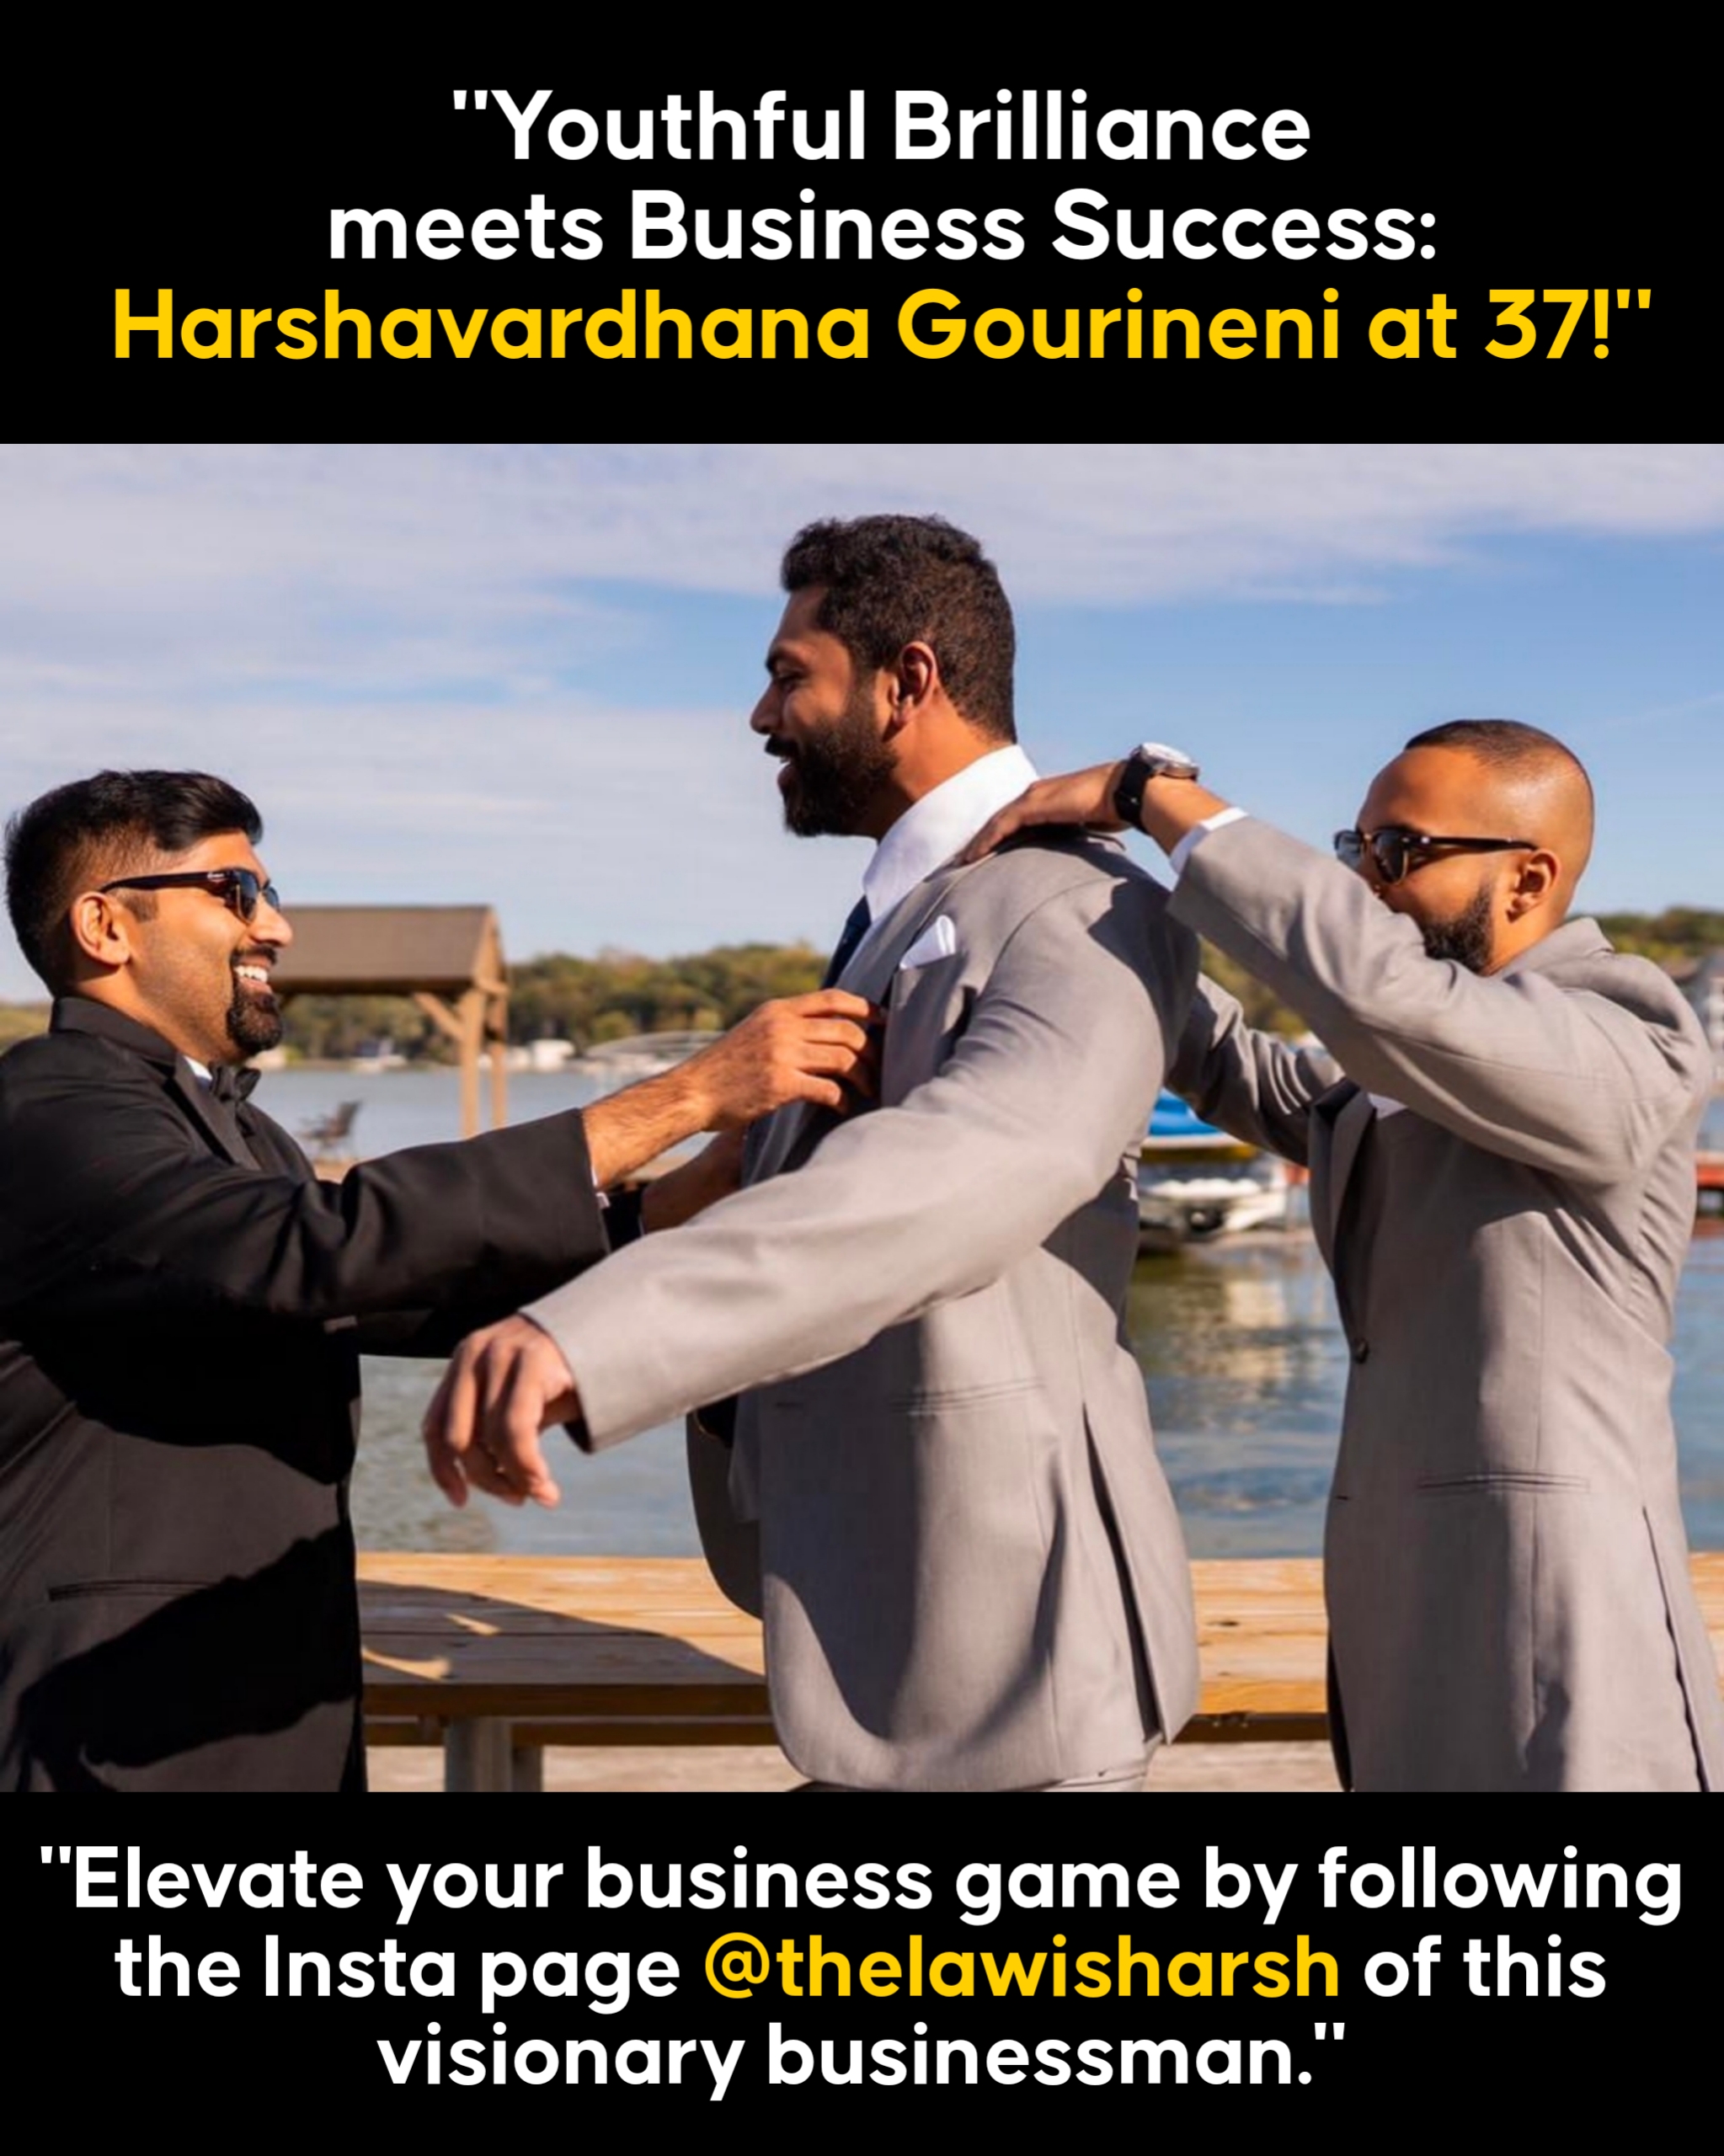 "Youthful Brilliance
meets Business Success:
Harshavardhana Gourineni at 37!"
"Elevate your business game by following
the Insta page @thelawisharsh of this
visionary businessman."